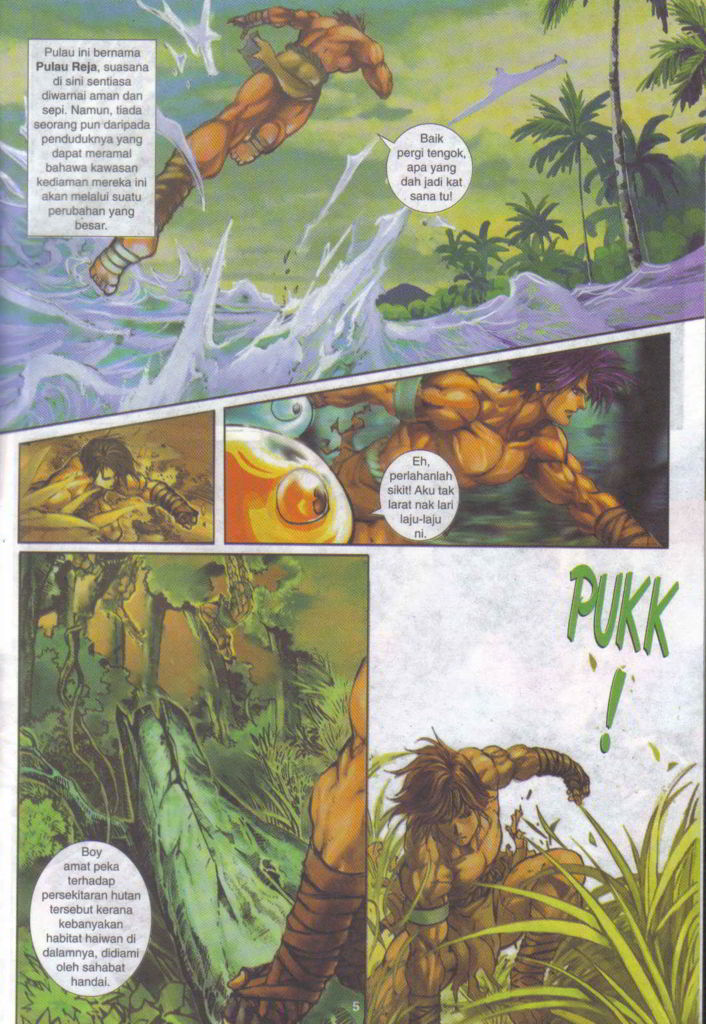 Pulau ini bernama
Pulau Reja, suasana
di sini sentiasa
diwarnai aman dan
sepi. Namun, tiada
seorang pun daripada
penduduknya yang
dapat meramal
bahawa kawasan
kediaman mereka ini
akan melalui suatu
perubahan yang
besar.
Baik
pergi tengok,
apa yang
dah jadi kat
sana tu!
Eh,
perlahanlah
sikit! Aku tak
larat nak lari
laju-laju
ni.
Boy
amat peka
terhadap
persekitaran hutan
tersebut kerana
kebanyakan
habitat haiwan di
dalamnya, didiami
oleh sahabat
handai.
PUKK
!
5